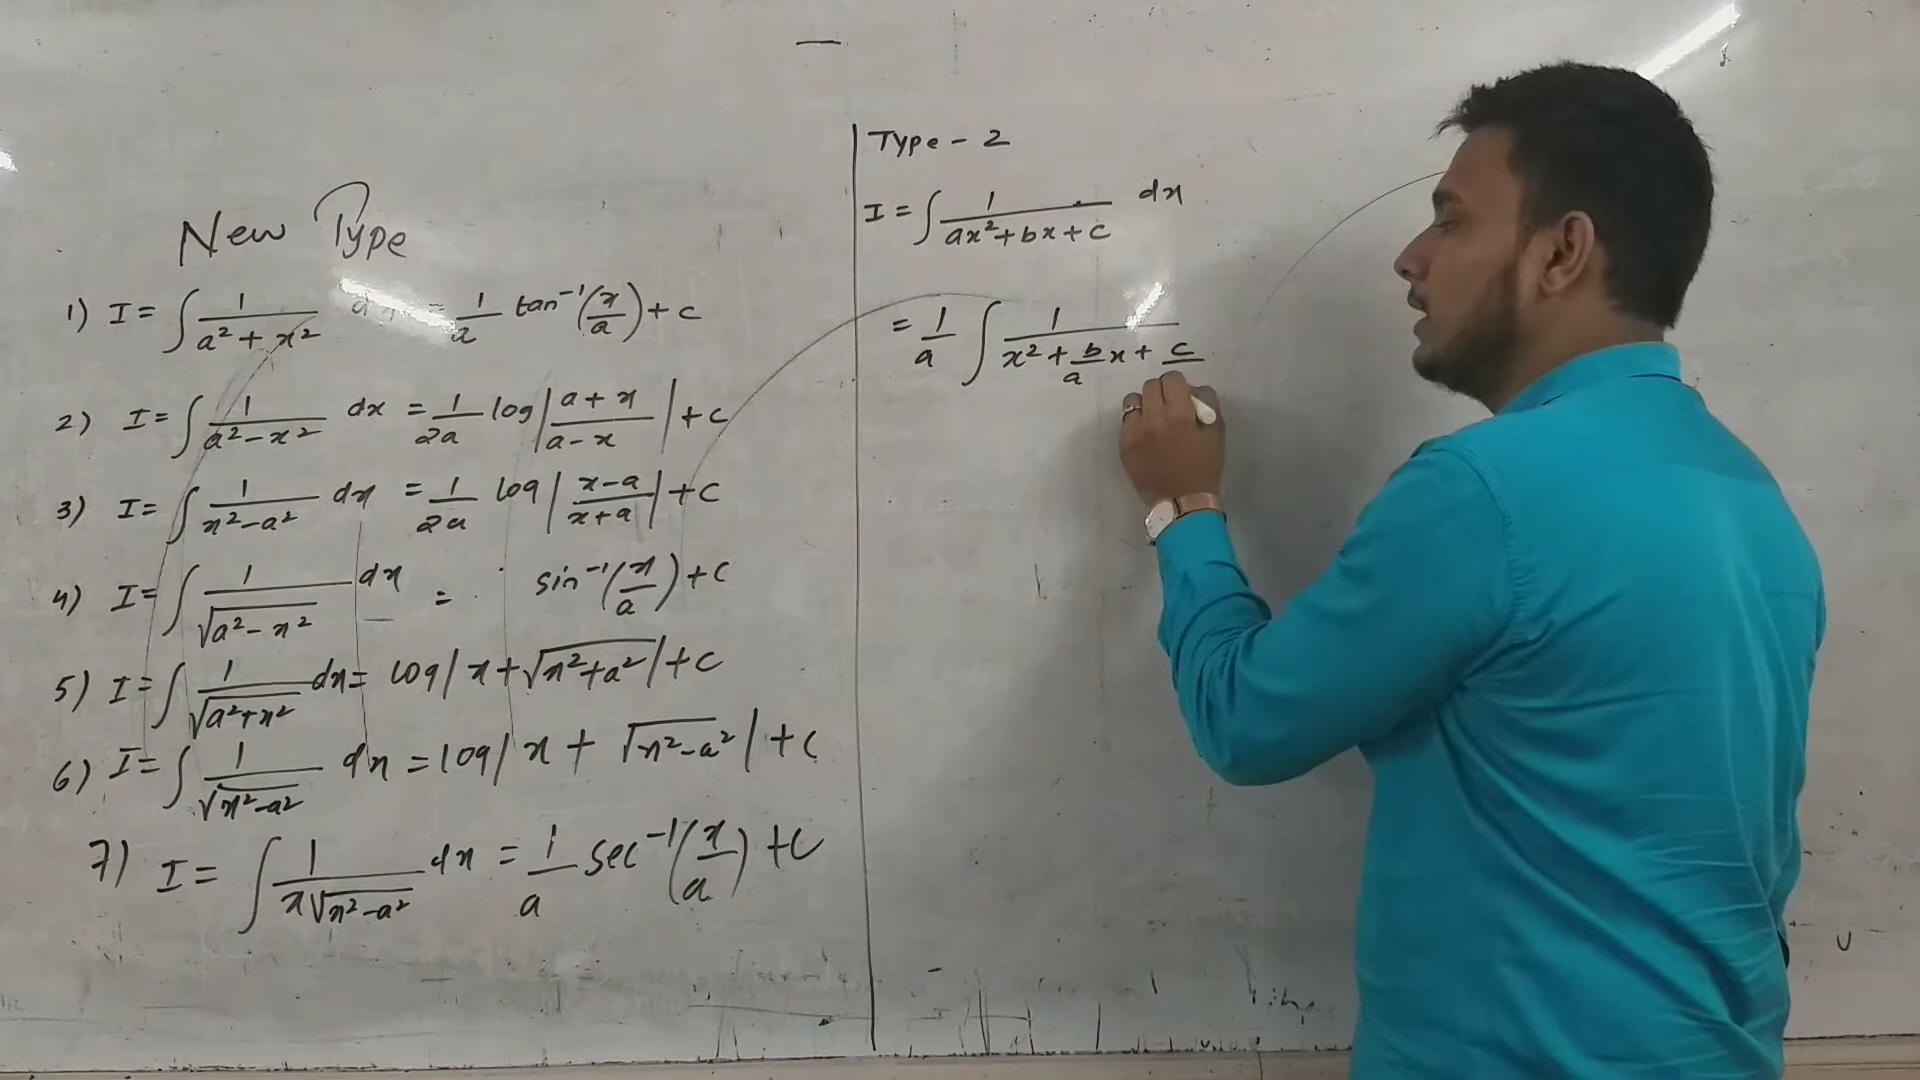 New Type
1) I = ∫ 1/(a² + x²) dx = 1/a tan⁻¹(x/a) + c
2) I = ∫ 1/(a² - x²) dx = 1/2a log |(a + x)/(a - x)| + c
3) I = ∫ 1/(x² - a²) dx = 1/2a log |(x - a)/(x + a)| + c
4) I = ∫ 1/√(a² - x²) dx = sin⁻¹(x/a) + c
5) I = ∫ 1/√(a² + x²) dx = log | x + √(x² + a²) | + c
6) I = ∫ 1/√(x² - a²) dx = log | x + √(x² - a²) | + c
7) I = ∫ 1/(x√(x² - a²)) dx = 1/a sec⁻¹(x/a) + c
Type - 2
I = ∫ 1/(ax² + bx + c) dx
= 1/a ∫ 1/(x² + b/a x + c/